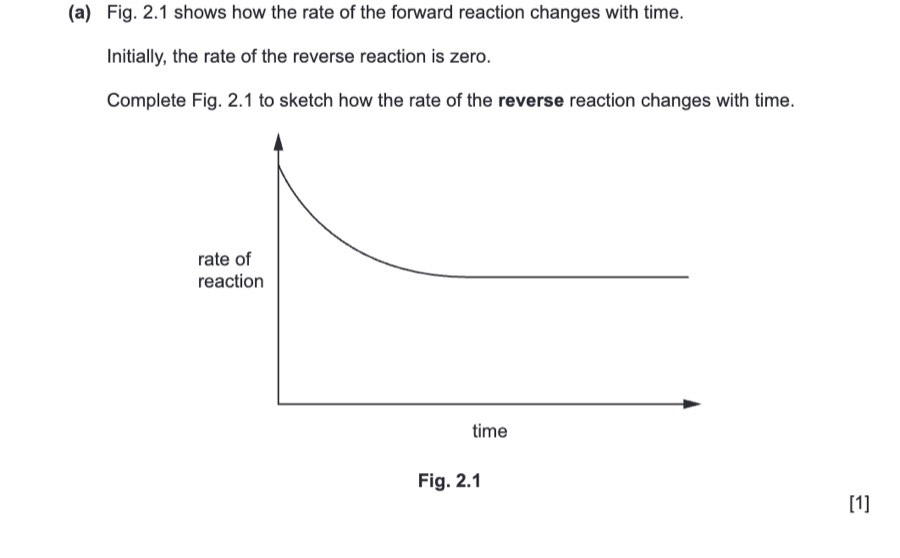 (a) Fig. 2.1 shows how the rate of the forward reaction changes with time.
Initially, the rate of the reverse reaction is zero.
Complete Fig. 2.1 to sketch how the rate of the reverse reaction changes with time.
rate of
reaction
time
Fig. 2.1
[1]